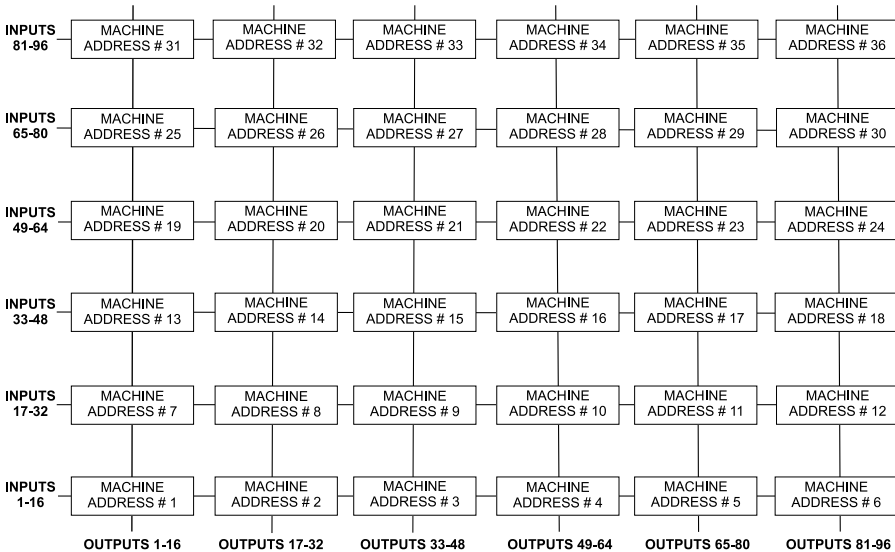 INPUTS
81-96
MACHINE
ADDRESS # 31
MACHINE
ADDRESS # 32
MACHINE
ADDRESS # 33
MACHINE
ADDRESS # 34
MACHINE
ADDRESS # 35
MACHINE
ADDRESS # 36
INPUTS
65-80
MACHINE
ADDRESS # 25
MACHINE
ADDRESS # 26
MACHINE
ADDRESS # 27
MACHINE
ADDRESS # 28
MACHINE
ADDRESS # 29
MACHINE
ADDRESS # 30
INPUTS
49-64
MACHINE
ADDRESS # 19
MACHINE
ADDRESS # 20
MACHINE
ADDRESS # 21
MACHINE
ADDRESS # 22
MACHINE
ADDRESS # 23
MACHINE
ADDRESS # 24
INPUTS
33-48
MACHINE
ADDRESS # 13
MACHINE
ADDRESS # 14
MACHINE
ADDRESS # 15
MACHINE
ADDRESS # 16
MACHINE
ADDRESS # 17
MACHINE
ADDRESS # 18
INPUTS
17-32
MACHINE
ADDRESS # 7
MACHINE
ADDRESS # 8
MACHINE
ADDRESS # 9
MACHINE
ADDRESS # 10
MACHINE
ADDRESS # 11
MACHINE
ADDRESS # 12
INPUTS
1-16
MACHINE
ADDRESS # 1
MACHINE
ADDRESS # 2
MACHINE
ADDRESS # 3
MACHINE
ADDRESS # 4
MACHINE
ADDRESS # 5
MACHINE
ADDRESS # 6
OUTPUTS 1-16
OUTPUTS 17-32
OUTPUTS 33-48
OUTPUTS 49-64
OUTPUTS 65-80
OUTPUTS 81-96